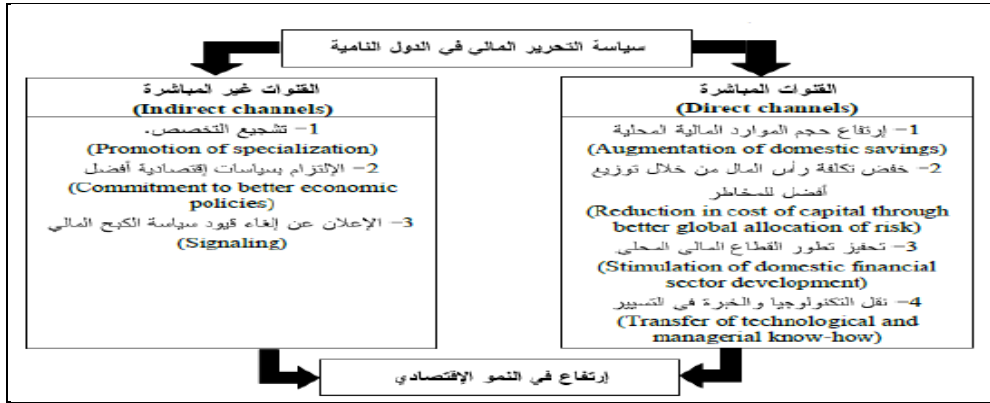 سياسة التحرير المالي في الدول النامية
القنوات المباشرة
(Direct channels)
1- إرتفاع حجم الموارد المالية المحلية
(Augmentation of domestic savings)
2- خفض تكلفة رأس المال من خلال توزيع
أفضل للمخاطر
(Reduction in cost of capital through
better global allocation of risk)
3- تحفيز تطور القطاع المالي المحلي
(Stimulation of domestic financial
sector development)
4- نقل التكنولوجيا والخبرة في التسيير
(Transfer of technological and
managerial know-how)
القنوات غير المباشرة
(Indirect channels)
1- تشجيع التخصص.
(Promotion of specialization)
2- الإلتزام بسياسات إقتصادية أفضل
(Commitment to better economic
policies)
3- الإعلان عن إلغاء قيود سياسة الكبح المالي
(Signaling)
إرتفاع في النمو الإقتصادي